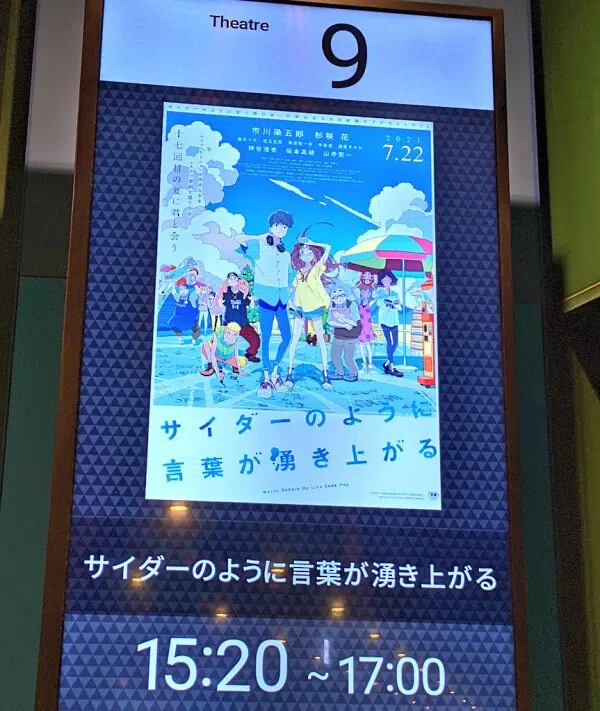 Theatre
9
市川染五郎 杉咲 花
2021
7.22
神谷浩史 坂本真綾 山寺宏一
十七回目の夏に君と会う
サイダーのように
言葉が湧き上がる
Words Bubble Up Like Soda Pop
サイダーのように言葉が湧き上がる
15:20 ~17:00